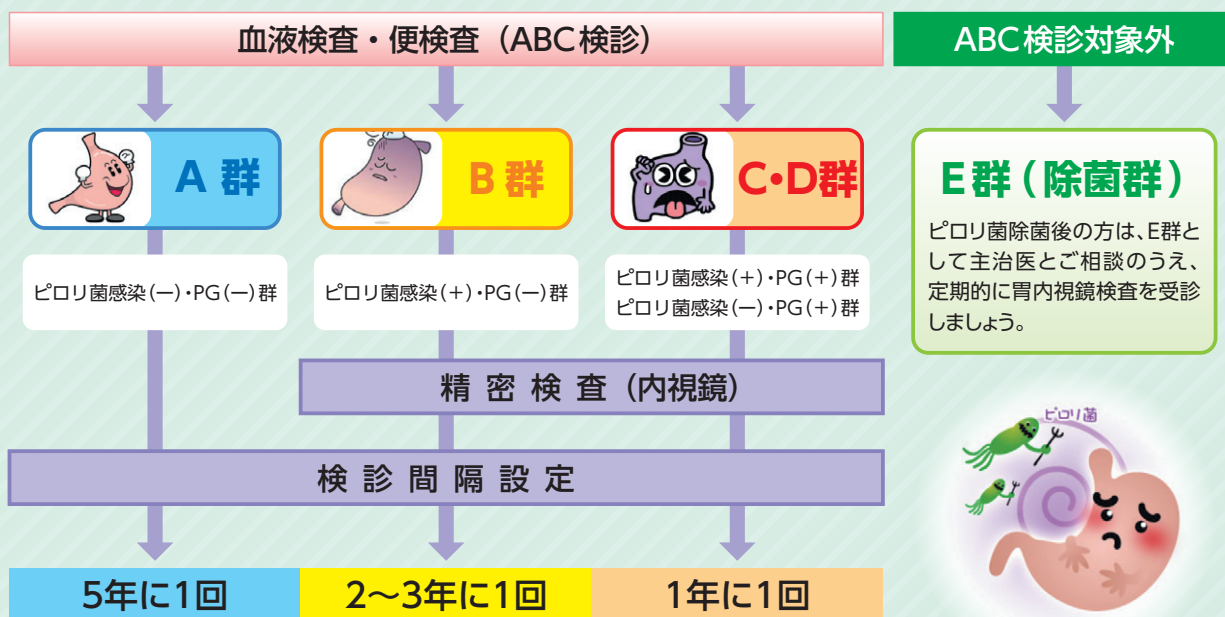 血液検査・便検査（ABC検診）
ABC検診対象外
A 群
B 群
C・D群
E群（除菌群）
ピロリ菌除菌後の方は、E群と
して主治医とご相談のうえ、
定期的に胃内視鏡検査を受診
しましょう。
ピロリ菌感染(ー)・PG(ー)群
ピロリ菌感染(＋)・PG(ー)群
ピロリ菌感染(＋)・PG(＋)群
ピロリ菌感染(ー)・PG(＋)群
精密検査（内視鏡）
ピロリ菌
検診間隔設定
5年に1回
2〜3年に1回
1年に1回